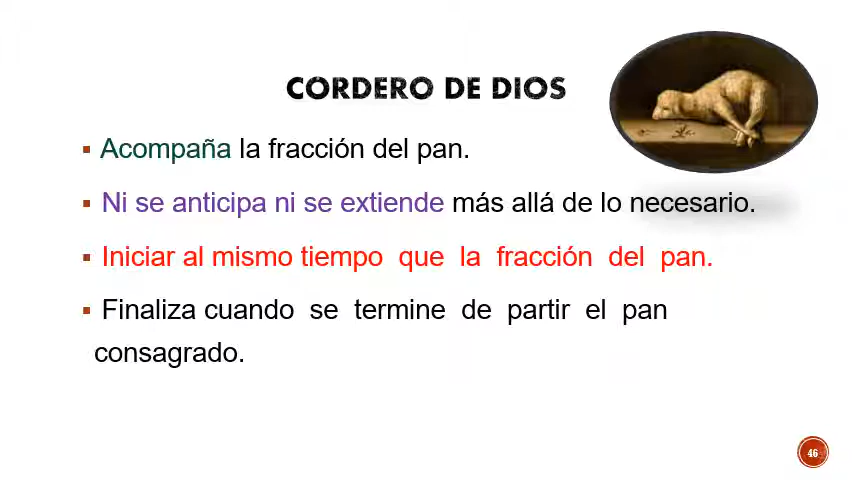 CORDERO DE DIOS
▪ Acompaña la fracción del pan.
▪ Ni se anticipa ni se extiende más allá de lo necesario.
▪ Iniciar al mismo tiempo que la fracción del pan.
▪ Finaliza cuando se termine de partir el pan
consagrado.
46